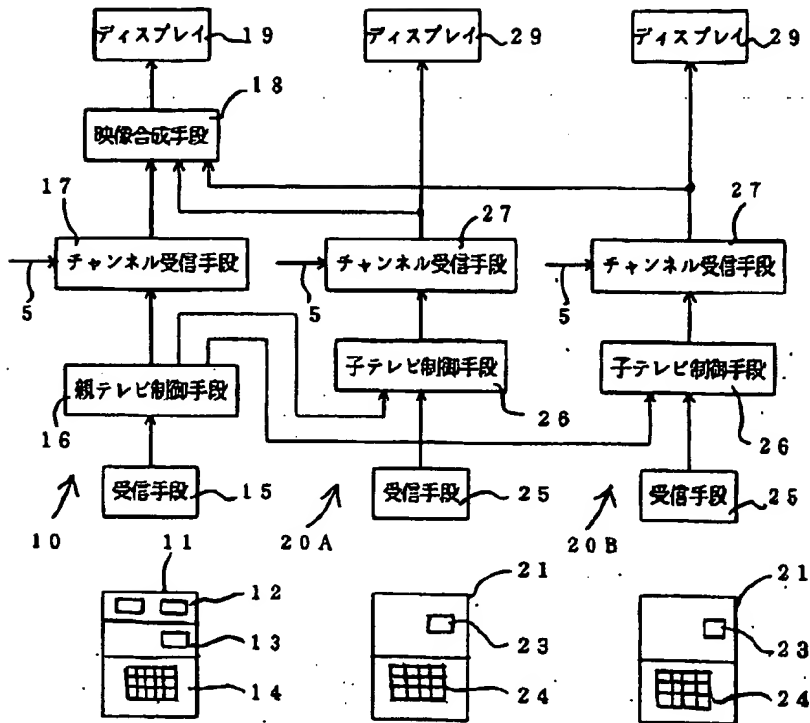 ディスプレイ 19 ディスプレイ 29 ディスプレイ 29
18
映像合成手段
17 27 27
チャンネル受信手段 チャンネル受信手段 チャンネル受信手段
5 5 5
親テレビ制御手段 子テレビ制御手段 子テレビ制御手段
16 26 26
受信手段 15 受信手段 25 受信手段 25
10 20A 20B
11 21 21
12
13 23 23
14 24 24